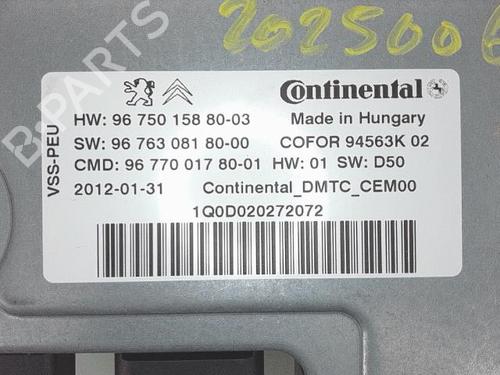 2025006
Continental
HW: 96 750 158 80-03 Made in Hungary
SW: 96 763 081 80-00 COFOR 94563K 02
CMD: 96 770 017 80-01 HW: 01 SW: D50
2012-01-31 Continental_DMTC_CEM00
1Q0D020272072
VSS-PEU
B-PARTS